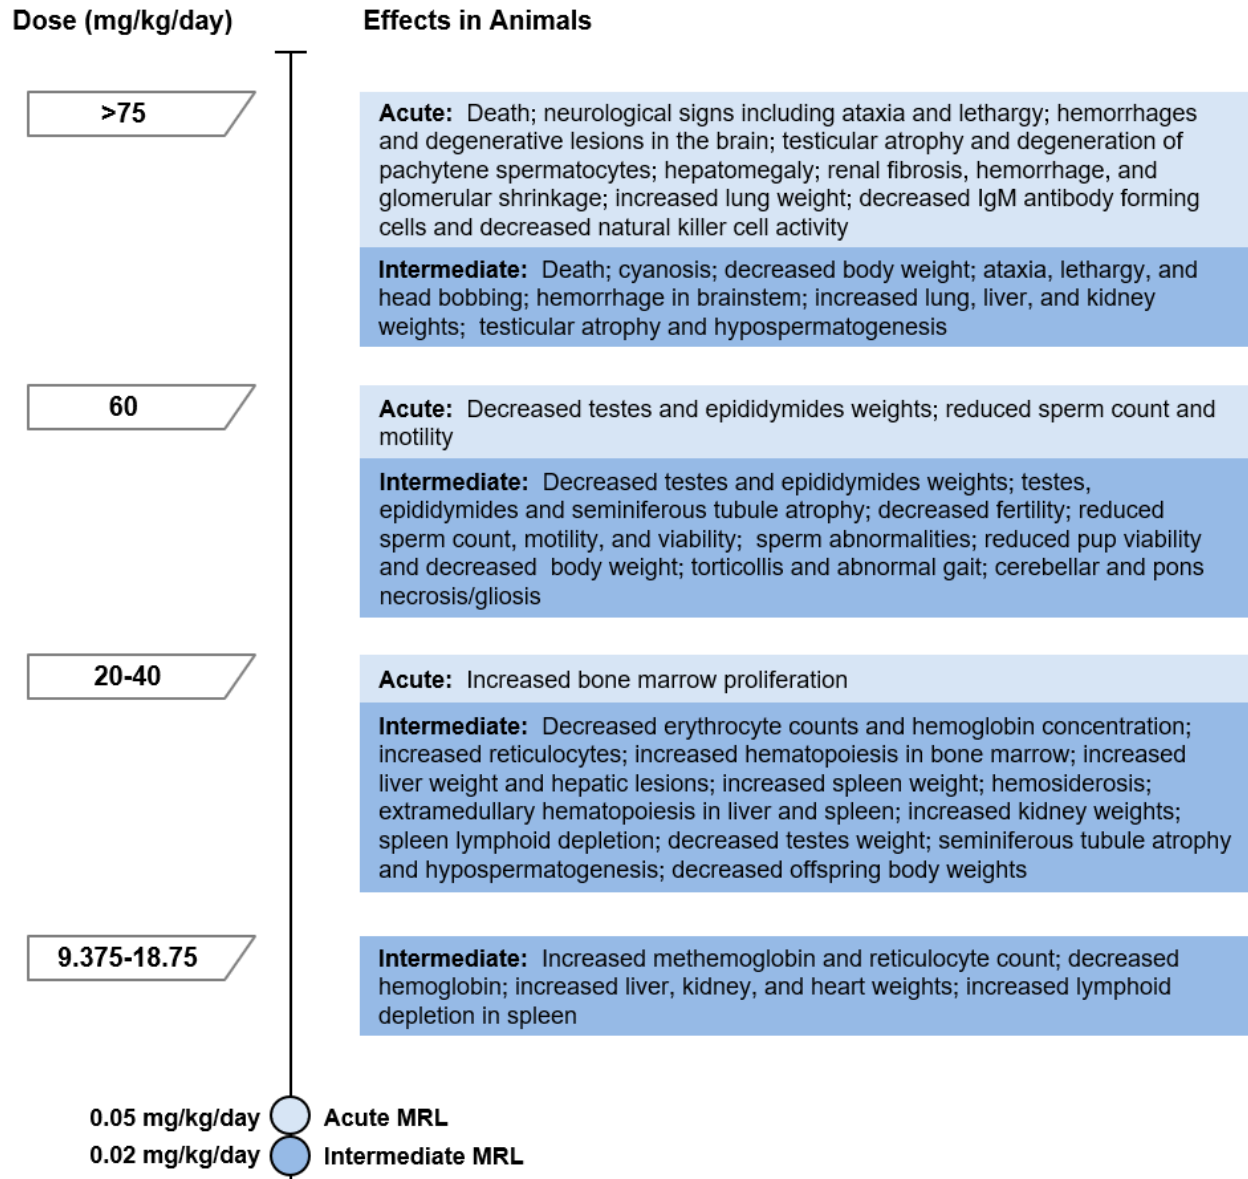 Dose (mg/kg/day)
Effects in Animals
>75
Acute: Death; neurological signs including ataxia and lethargy; hemorrhages
and degenerative lesions in the brain; testicular atrophy and degeneration of
pachytene spermatocytes; hepatomegaly; renal fibrosis, hemorrhage, and
glomerular shrinkage; increased lung weight; decreased IgM antibody forming
cells and decreased natural killer cell activity
Intermediate: Death; cyanosis; decreased body weight; ataxia, lethargy, and
head bobbing; hemorrhage in brainstem; increased lung, liver, and kidney
weights; testicular atrophy and hypospermatogenesis
60
Acute: Decreased testes and epididymides weights; reduced sperm count and
motility
Intermediate: Decreased testes and epididymides weights; testes,
epididymides and seminiferous tubule atrophy; decreased fertility; reduced
sperm count, motility, and viability; sperm abnormalities; reduced pup viability
and decreased body weight; torticollis and abnormal gait; cerebellar and pons
necrosis/gliosis
20-40
Acute: Increased bone marrow proliferation
Intermediate: Decreased erythrocyte counts and hemoglobin concentration;
increased reticulocytes; increased hematopoiesis in bone marrow; increased
liver weight and hepatic lesions; increased spleen weight; hemosiderosis;
extramedullary hematopoiesis in liver and spleen; increased kidney weights;
spleen lymphoid depletion; decreased testes weight; seminiferous tubule atrophy
and hypospermatogenesis; decreased offspring body weights
9.375-18.75
Intermediate: Increased methemoglobin and reticulocyte count; decreased
hemoglobin; increased liver, kidney, and heart weights; increased lymphoid
depletion in spleen
0.05 mg/kg/day Acute MRL
0.02 mg/kg/day Intermediate MRL